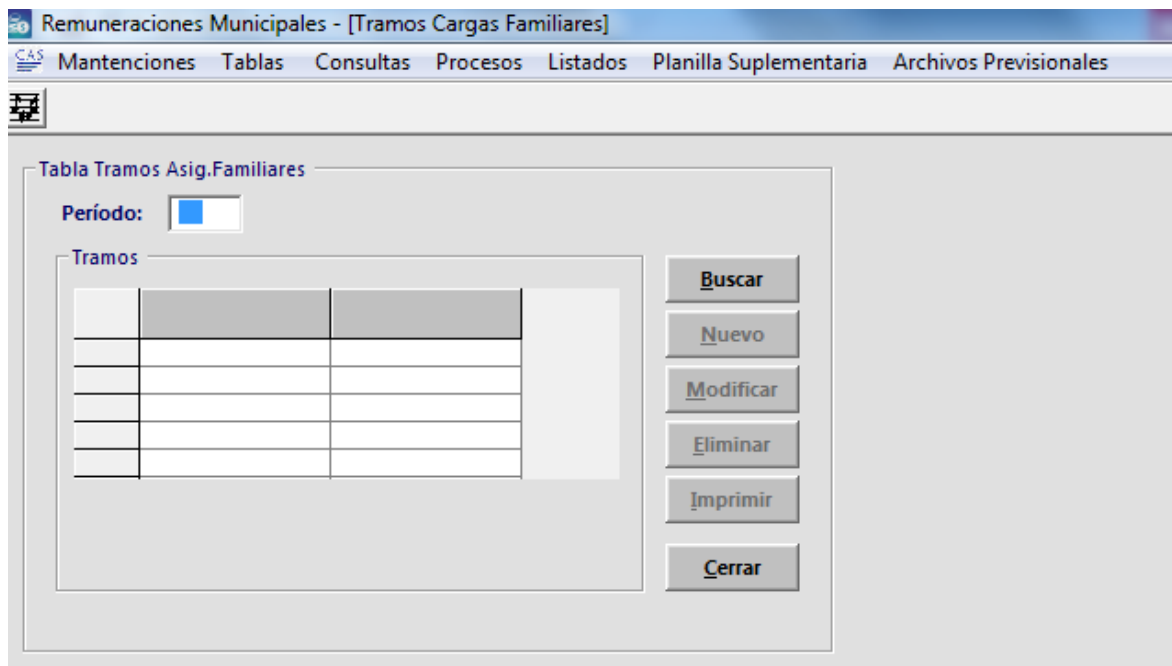 Remuneraciones Municipales - [Tramos Cargas Familiares]
CAS Mantenciones Tablas Consultas Procesos Listados Planilla Suplementaria Archivos Previsionales
Tabla Tramos Asig.Familiares
Período:
Tramos
Buscar
Nuevo
Modificar
Eliminar
Imprimir
Cerrar